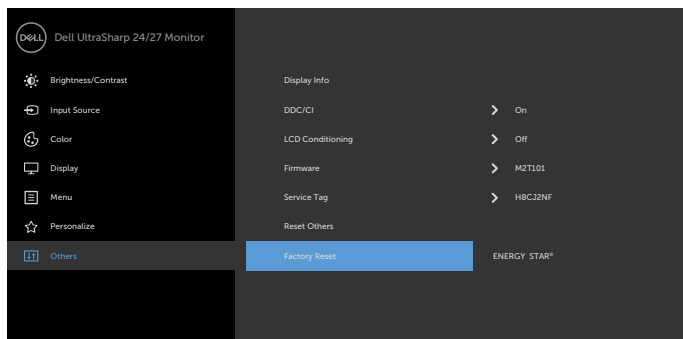 DELL Dell UltraSharp 24/27 Monitor
Brightness/Contrast Display Info
Input Source DDC/CI On
Color LCD Conditioning Off
Display Firmware M2T101
Menu Service Tag H8CJ2NF
Personalize Reset Others
Others Factory Reset ENERGY STAR®